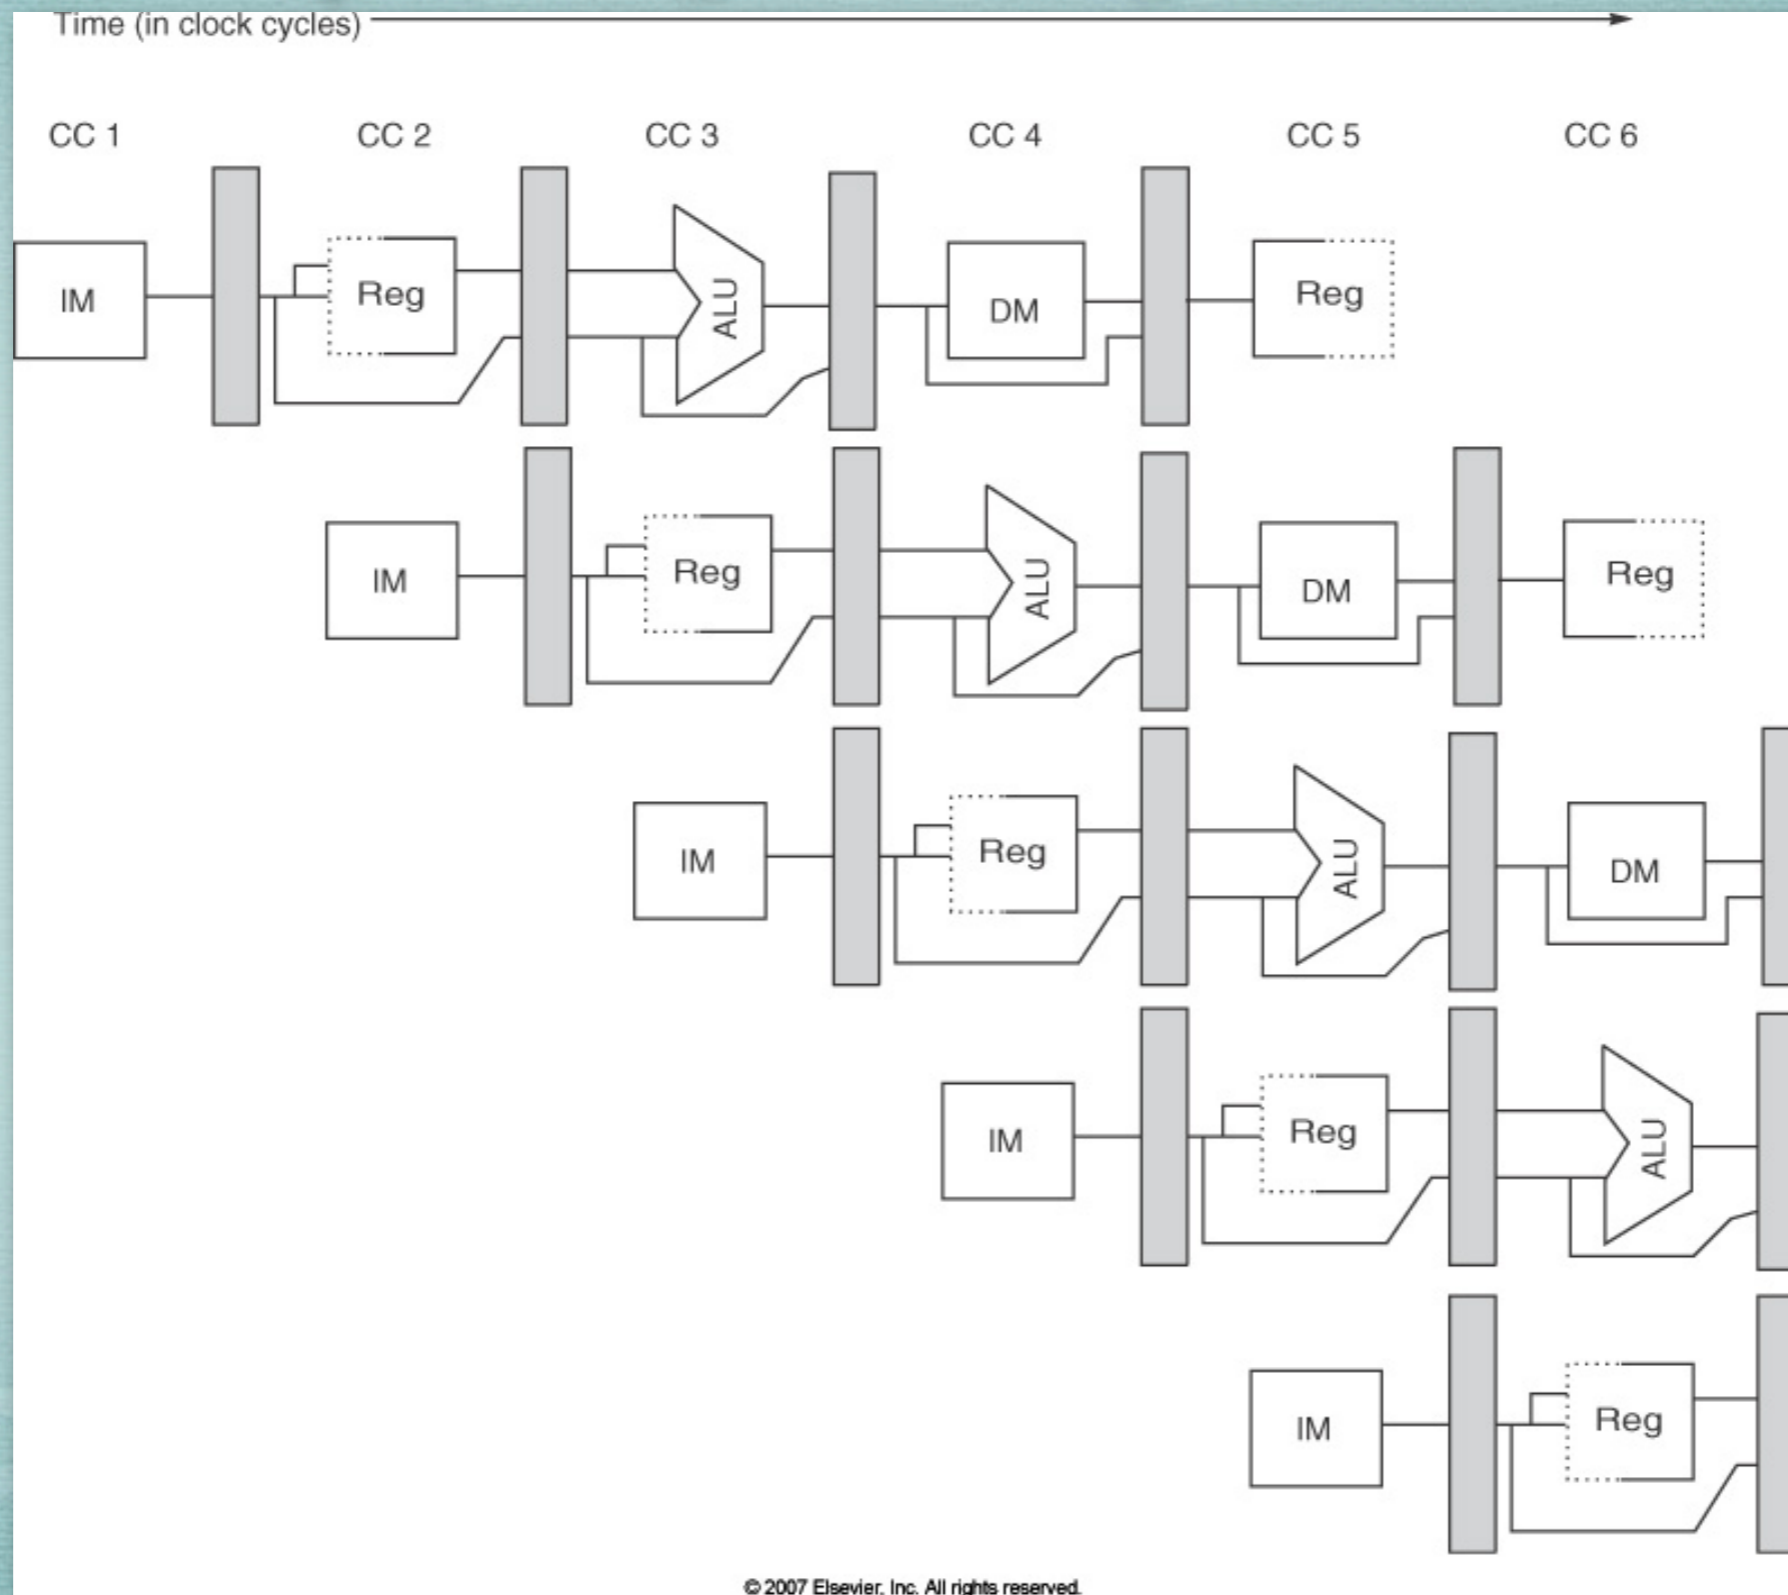 Time (in clock cycles)
CC 1 CC 2 CC 3 CC 4 CC 5 CC 6
IM Reg ALU DM Reg
IM Reg ALU DM Reg
IM Reg ALU DM
IM Reg ALU
IM Reg
© 2007 Elsevier, Inc. All rights reserved.